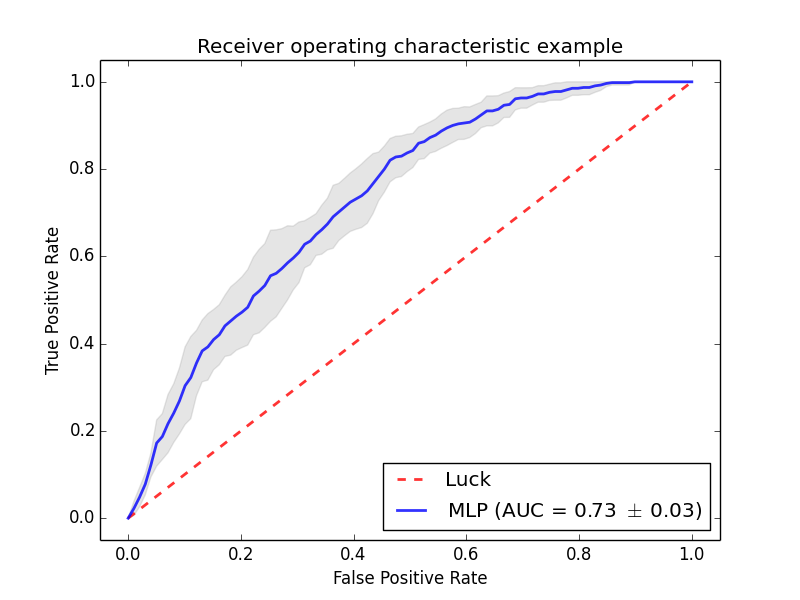 Receiver operating characteristic example
1.0
0.8
0.6
0.4
0.2
0.0
True Positive Rate
Luck
MLP (AUC = 0.73 ± 0.03)
0.0 0.2 0.4 0.6 0.8 1.0
False Positive Rate